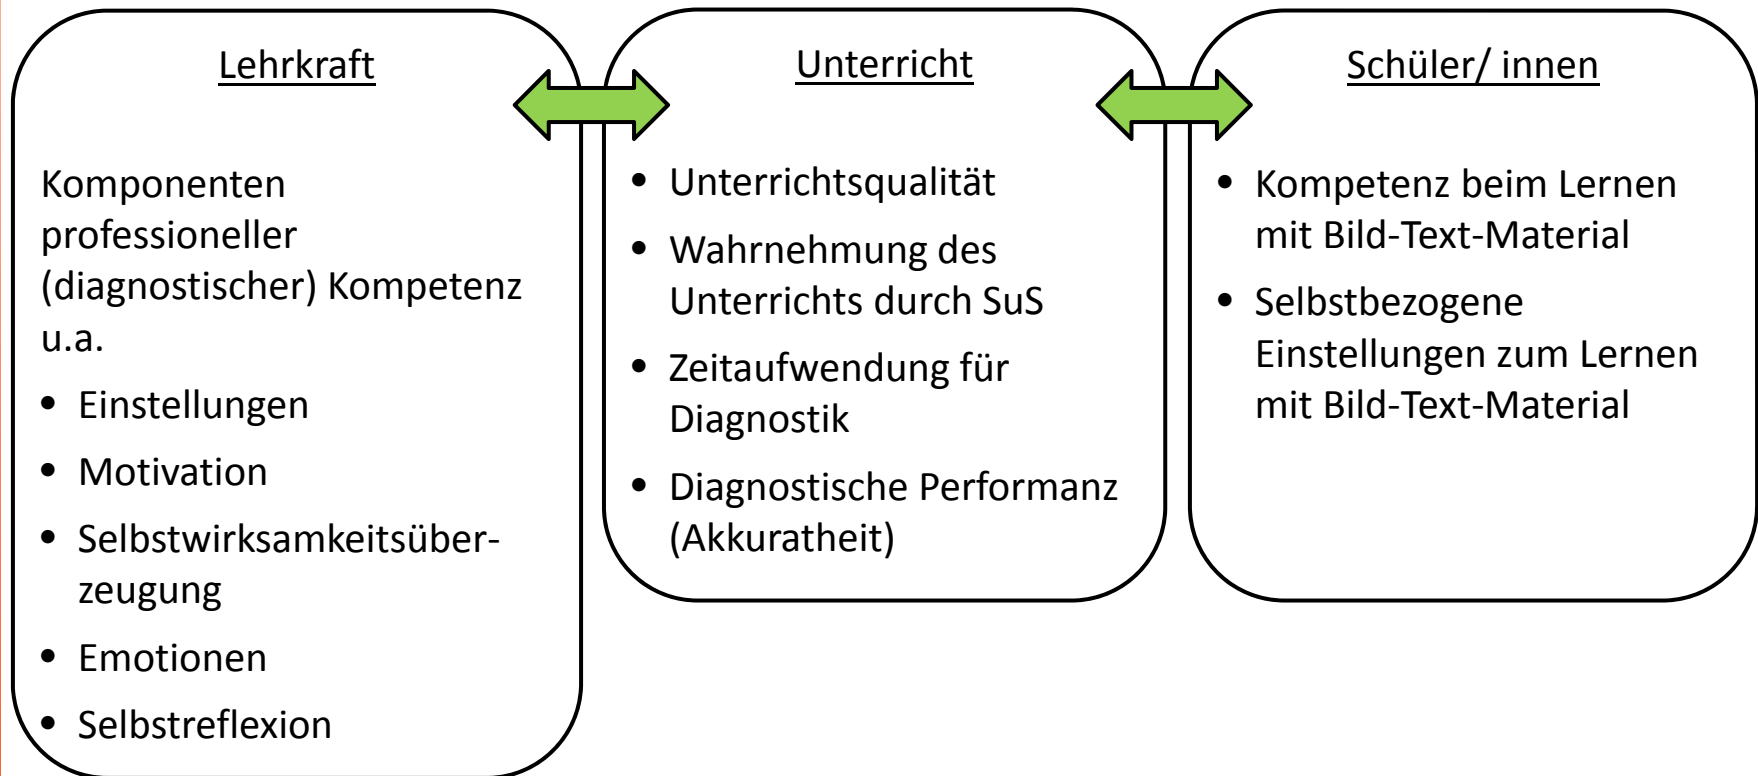 Lehrkraft
Komponenten
professioneller
(diagnostischer) Kompetenz
u.a.
• Einstellungen
• Motivation
• Selbstwirksamkeitsüber-
zeugung
• Emotionen
• Selbstreflexion
Unterricht
• Unterrichtsqualität
• Wahrnehmung des
Unterrichts durch SuS
• Zeitaufwendung für
Diagnostik
• Diagnostische Performanz
(Akkuratheit)
Schüler/ innen
• Kompetenz beim Lernen
mit Bild-Text-Material
• Selbstbezogene
Einstellungen zum Lernen
mit Bild-Text-Material